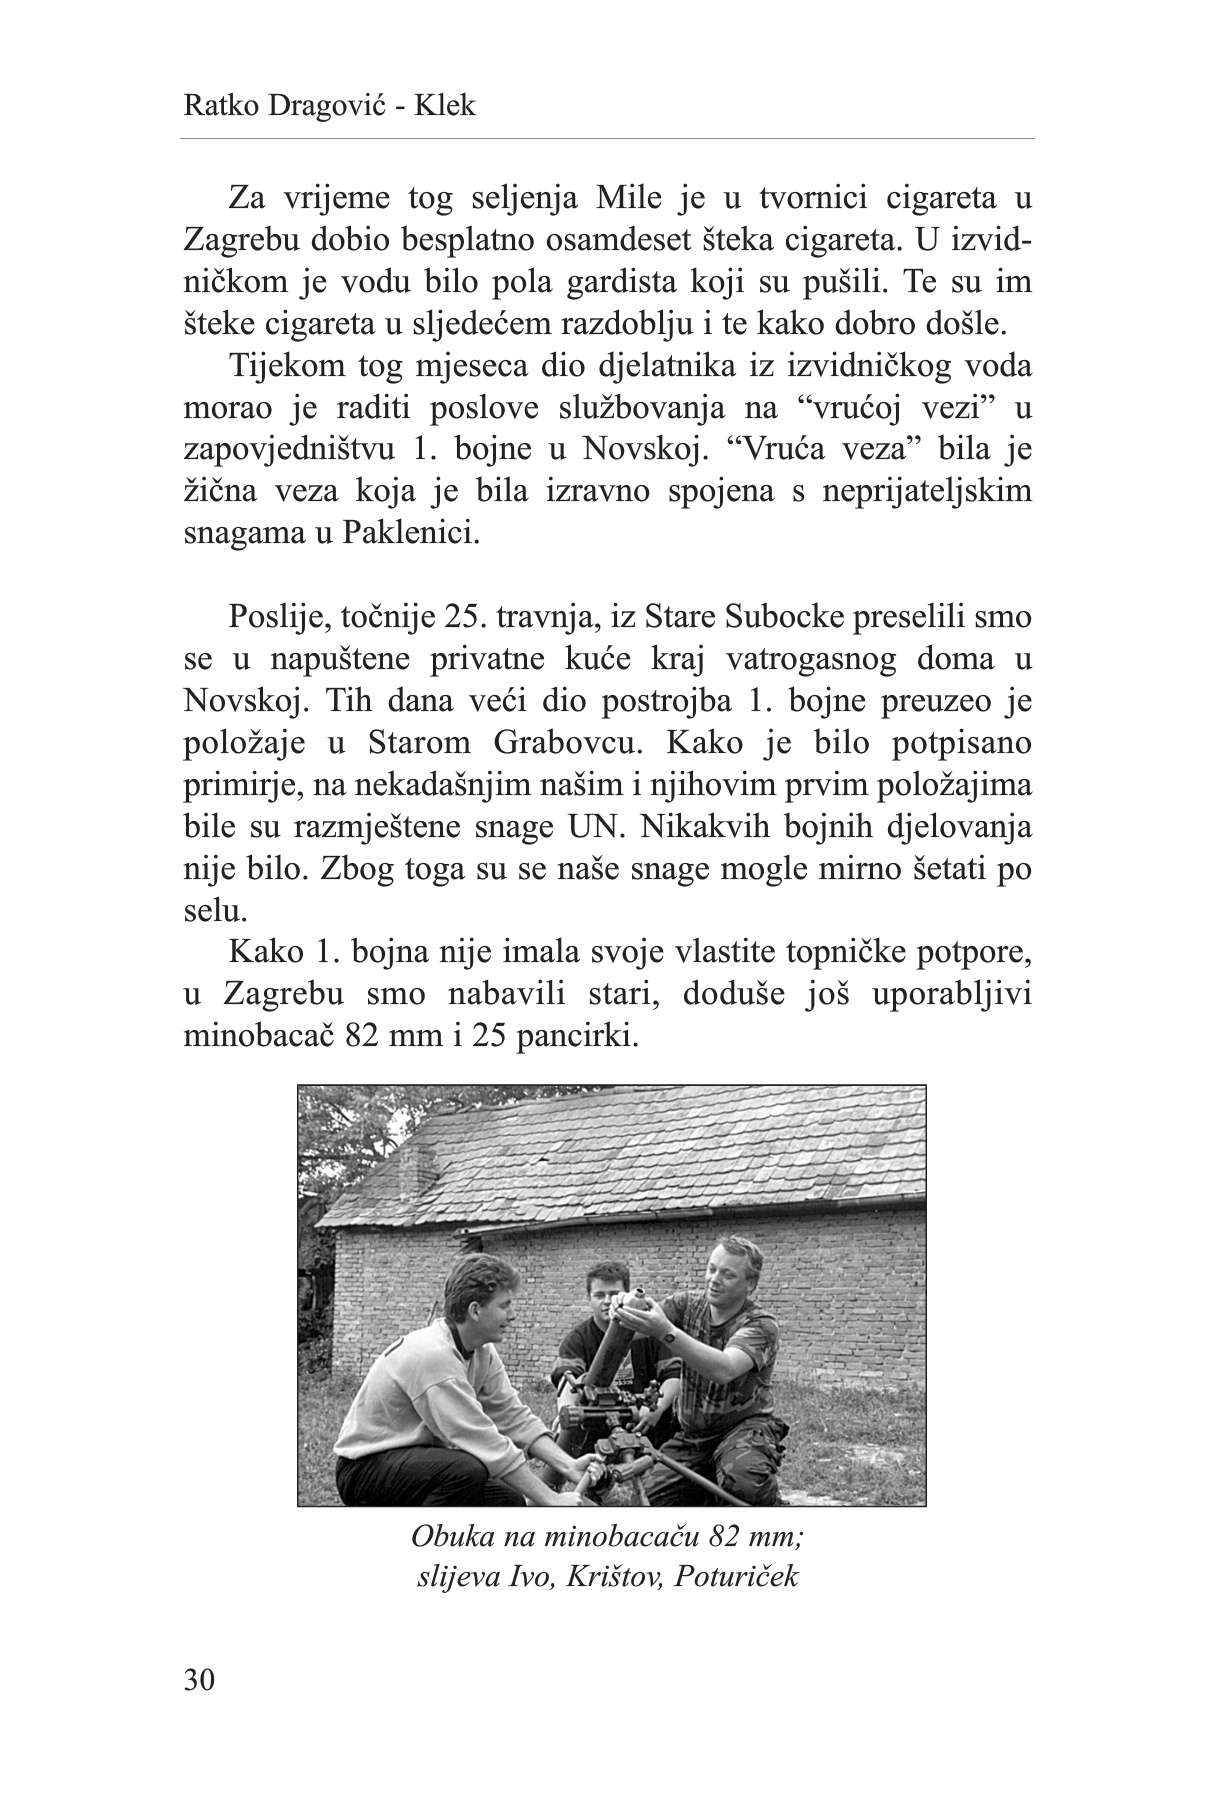 Ratko Dragović - Klek
Za vrijeme tog seljenja Mile je u tvornici cigareta u
Zagrebu dobio besplatno osamdeset šteka cigareta. U izvid-
ničkom je vodu bilo pola gardista koji su pušili. Te su im
šteke cigareta u sljedećem razdoblju i te kako dobro došle.
Tijekom tog mjeseca dio djelatnika iz izvidničkog voda
morao je raditi poslove službovanja na “vrućoj vezi” u
zapovjedništvu 1. bojne u Novskoj. “Vruća veza” bila je
žična veza koja je bila izravno spojena s neprijateljskim
snagama u Paklenici.
Poslije, točnije 25. travnja, iz Stare Subocke preselili smo
se u napuštene privatne kuće kraj vatrogasnog doma u
Novskoj. Tih dana veći dio postrojba 1. bojne preuzeo je
položaje u Starom Grabovcu. Kako je bilo potpisano
primirje, na nekadašnjim našim i njihovim prvim položajima
bile su razmještene snage UN. Nikakvih bojnih djelovanja
nije bilo. Zbog toga su se naše snage mogle mirno šetati po
selu.
Kako 1. bojna nije imala svoje vlastite topničke potpore,
u Zagrebu smo nabavili stari, doduše još uporabljivi
minobacač 82 mm i 25 pancirki.
Obuka na minobacaču 82 mm;
slijeva Ivo, Krištov, Poturiček
30